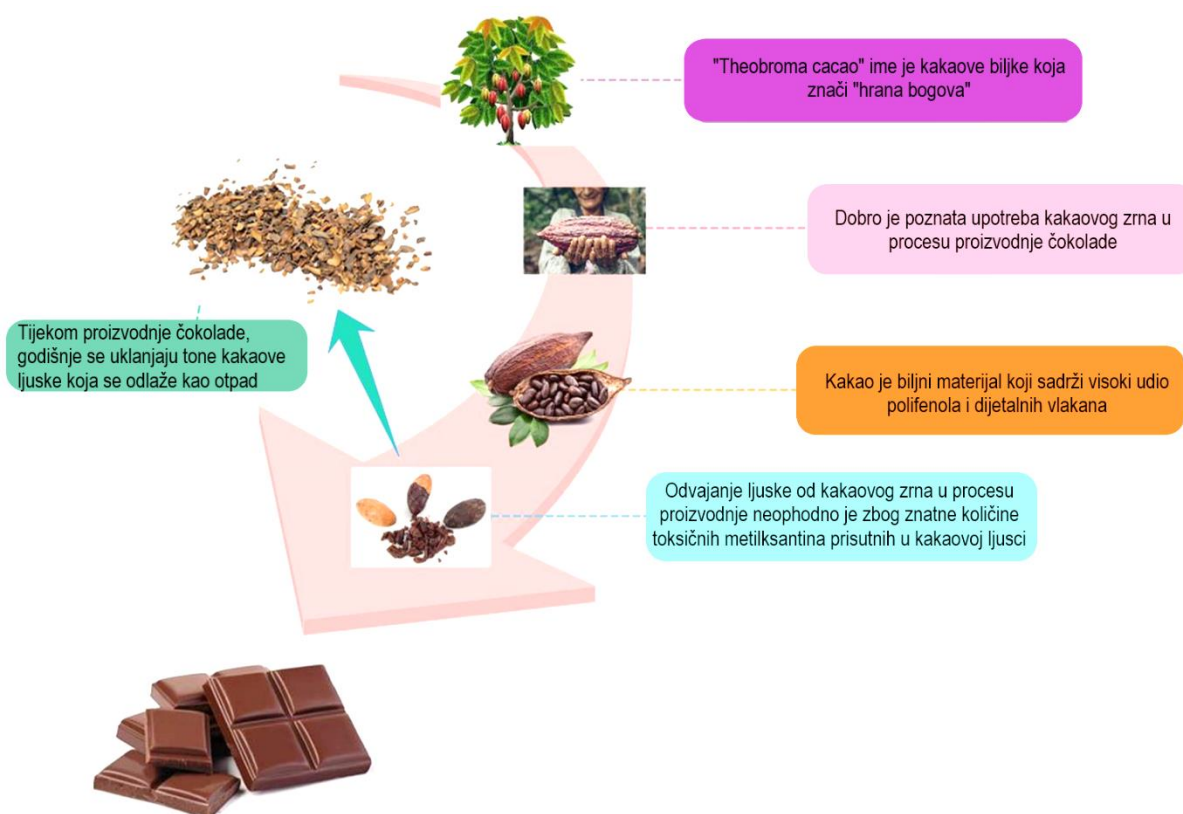 "Theobroma cacao" ime je kakaove biljke koja
znači "hrana bogova"
Dobro je poznata upotreba kakaovog zrna u
procesu proizvodnje čokolade
Kakao je biljni materijal koji sadrži visoki udio
polifenola i dijetalnih vlakana
Odvajanje ljuske od kakaovog zrna u procesu
proizvodnje neophodno je zbog znatne količine
toksičnih metilksantina prisutnih u kakaovoj ljusci
Tijekom proizvodnje čokolade,
godišnje se uklanjaju tone kakaove
ljuske koja se odlaže kao otpad